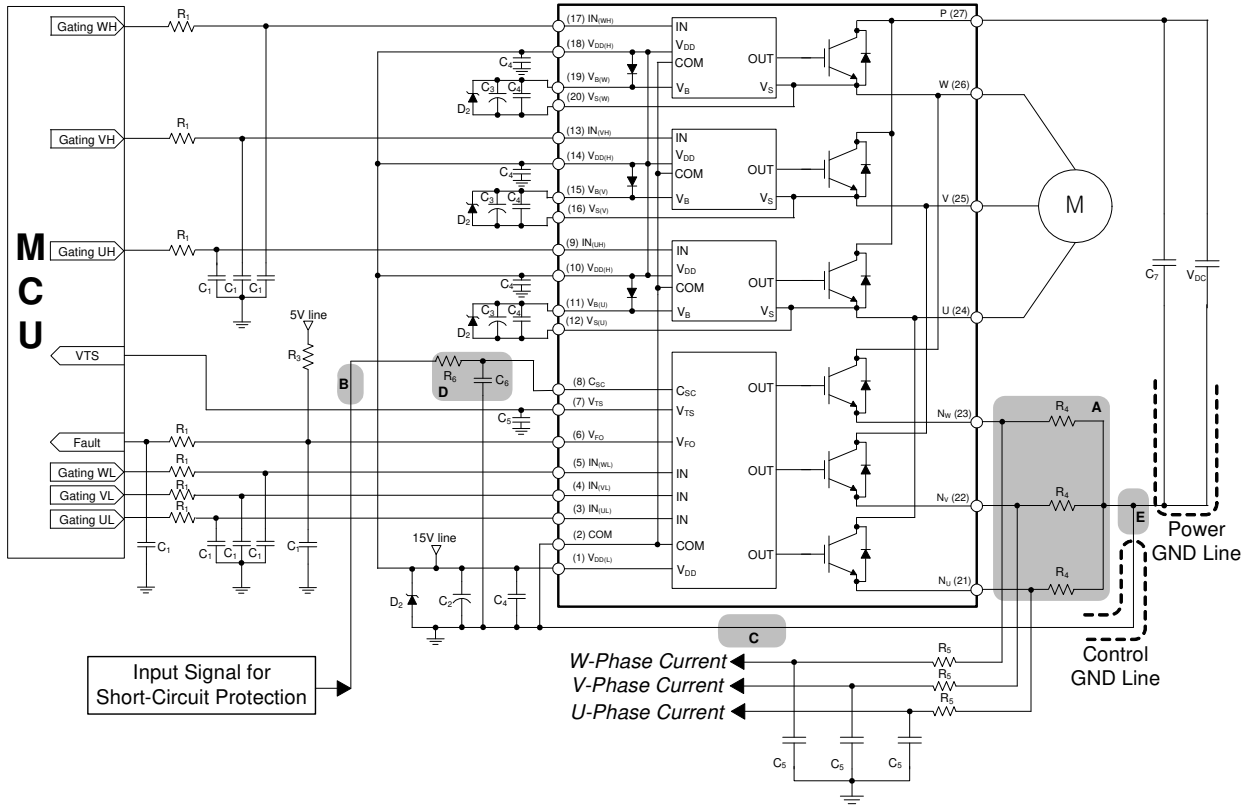 MCU
Gating WH
Gating VH
Gating UH
VTS
Fault
Gating WL
Gating VL
Gating UL
R1
R1
R1
C1 C1 C1
5V line
R3
R1
R1
R1
R1
C1
C1 C1 C1
C1
B
R6
D
C6
C5
15V line
D2
C2
C4
C4
C3 C4
D2
C4
C3 C4
D2
C4
C3 C4
D2
(17) IN(WH)
(18) VDD(H)
(19) VB(W)
(20) VS(W)
(13) IN(VH)
(14) VDD(H)
(15) VB(V)
(16) VS(V)
(9) IN(UH)
(10) VDD(H)
(11) VB(U)
(12) VS(U)
(8) CSC
(7) VTS
(6) VFO
(5) IN(WL)
(4) IN(VL)
(3) IN(UL)
(2) COM
(1) VDD(L)
IN
VDD
COM
VB
OUT
VS
IN
VDD
COM
VB
OUT
VS
IN
VDD
COM
VB
OUT
VS
CSC
VTS
VFO
IN
IN
IN
COM
VDD
OUT
OUT
OUT
P (27)
W (26)
V (25)
U (24)
NW (23)
NV (22)
NU (21)
M
C7
VDC
R4
A
R4
R4
E
Power
GND Line
Control
GND Line
C
W-Phase Current
V-Phase Current
U-Phase Current
R5
R5
R5
C5
C5
C5
Input Signal for
Short-Circuit Protection